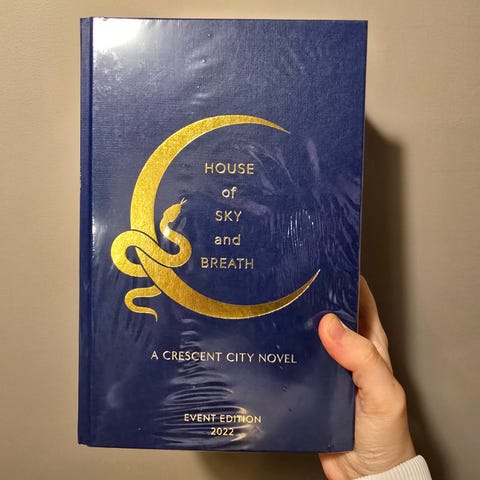 HOUSE
of
SKY
and
BREATH
A CRESCENT CITY NOVEL
EVENT EDITION
2022